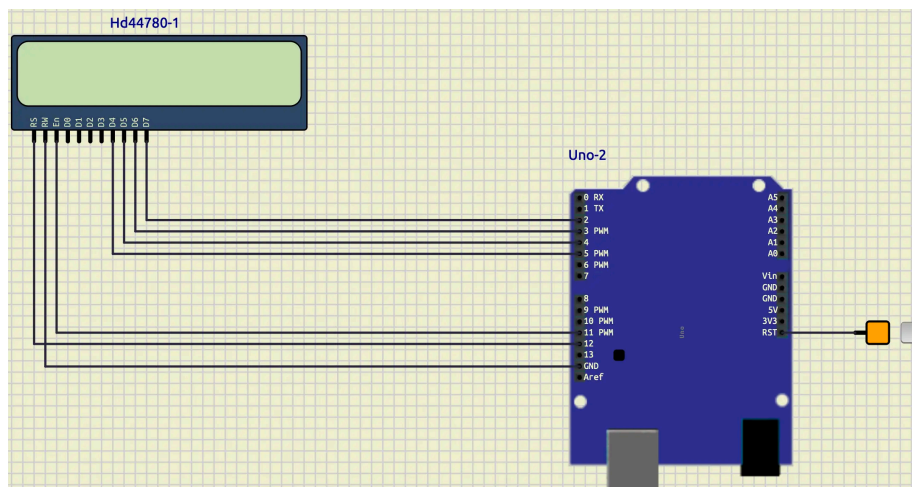 Hd44780-1
RS RW En D0 D1 D2 D3 D4 D5 D6 D7
Uno-2
0 RX
1 TX
2
3 PWM
4
5 PWM
6 PWM
7
8
9 PWM
10 PWM
11 PWM
12
13
GND
Aref
Uno
A5
A4
A3
A2
A1
A0
Vin
GND
GND
5V
3V3
RST